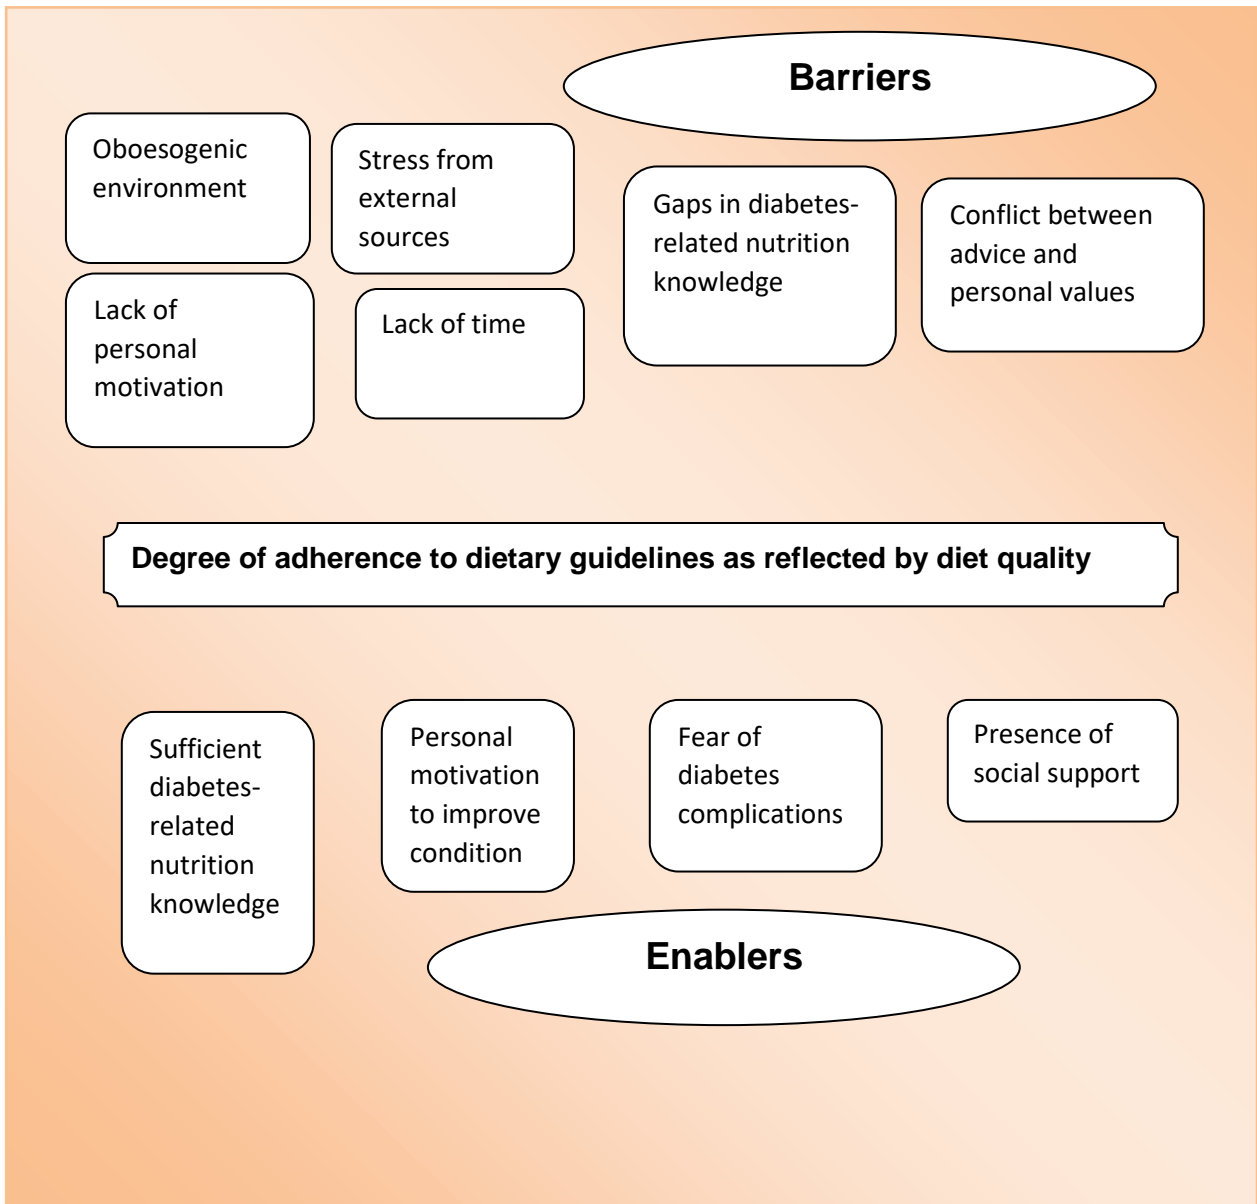 Barriers
Oboesogenic
environment
Stress from
external
sources
Gaps in diabetes-
related nutrition
knowledge
Conflict between
advice and
personal values
Lack of
personal
motivation
Lack of time
Degree of adherence to dietary guidelines as reflected by diet quality
Sufficient
diabetes-
related
nutrition
knowledge
Personal
motivation
to improve
condition
Fear of
diabetes
complications
Presence of
social support
Enablers